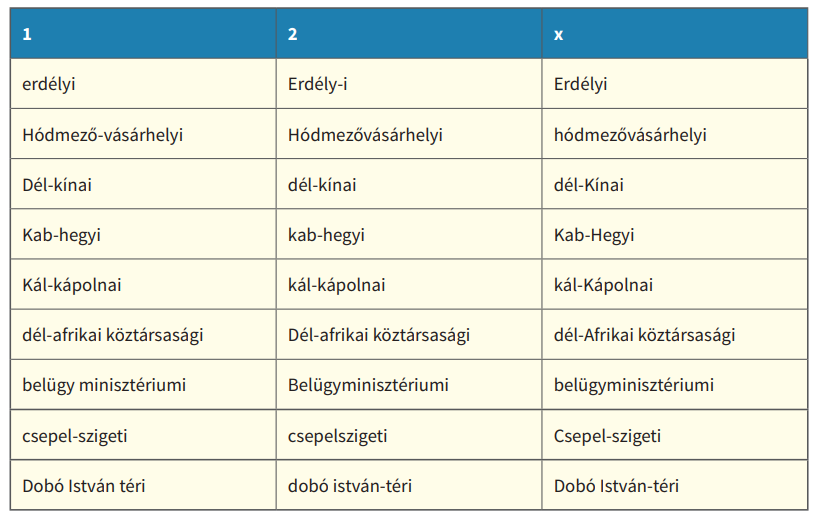 1 2 x
erdélyi Erdély-i Erdélyi
Hódmező-vásárhelyi Hódmezővásárhelyi hódmezővásárhelyi
Dél-kínai dél-kínai dél-Kínai
Kab-hegyi kab-hegyi Kab-Hegyi
Kál-kápolnai kál-kápolnai kál-Kápolnai
dél-afrikai köztársasági Dél-afrikai köztársasági dél-Afrikai köztársasági
belügy minisztériumi Belügyminisztériumi belügyminisztériumi
csepel-szigeti csepelszigeti Csepel-szigeti
Dobó István téri dobó istván-téri Dobó István-téri